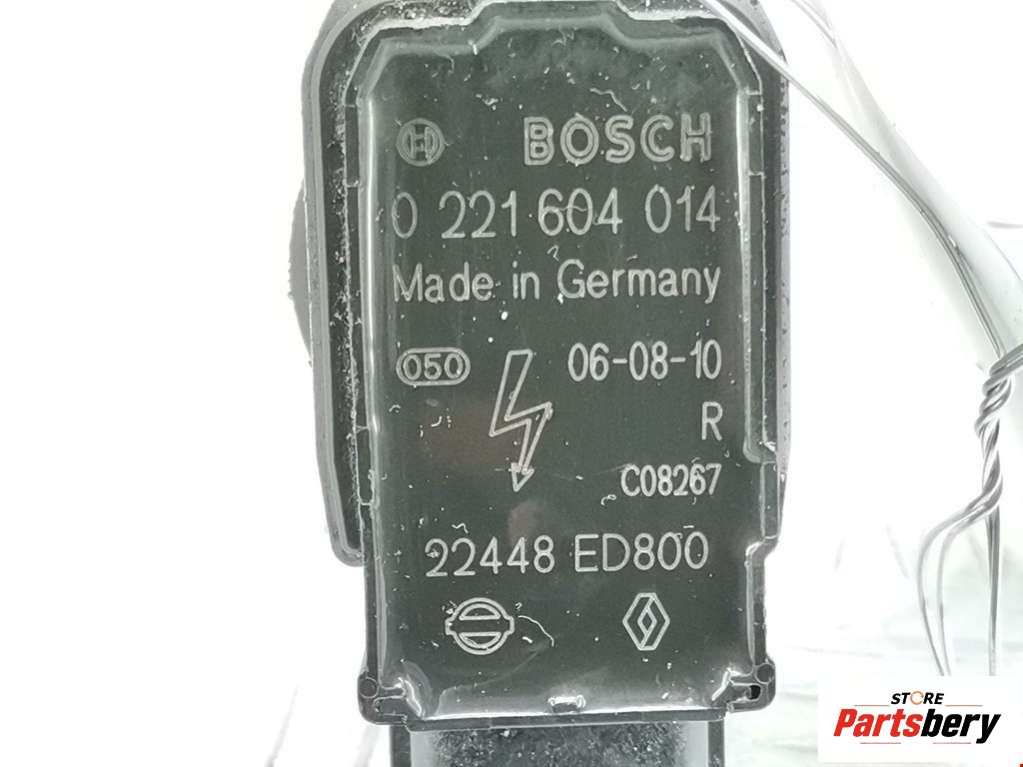 BOSCH
0 221 604 014
Made in Germany
050 06-08-10
R
C08267
22448 ED800
STORE
Partsbery